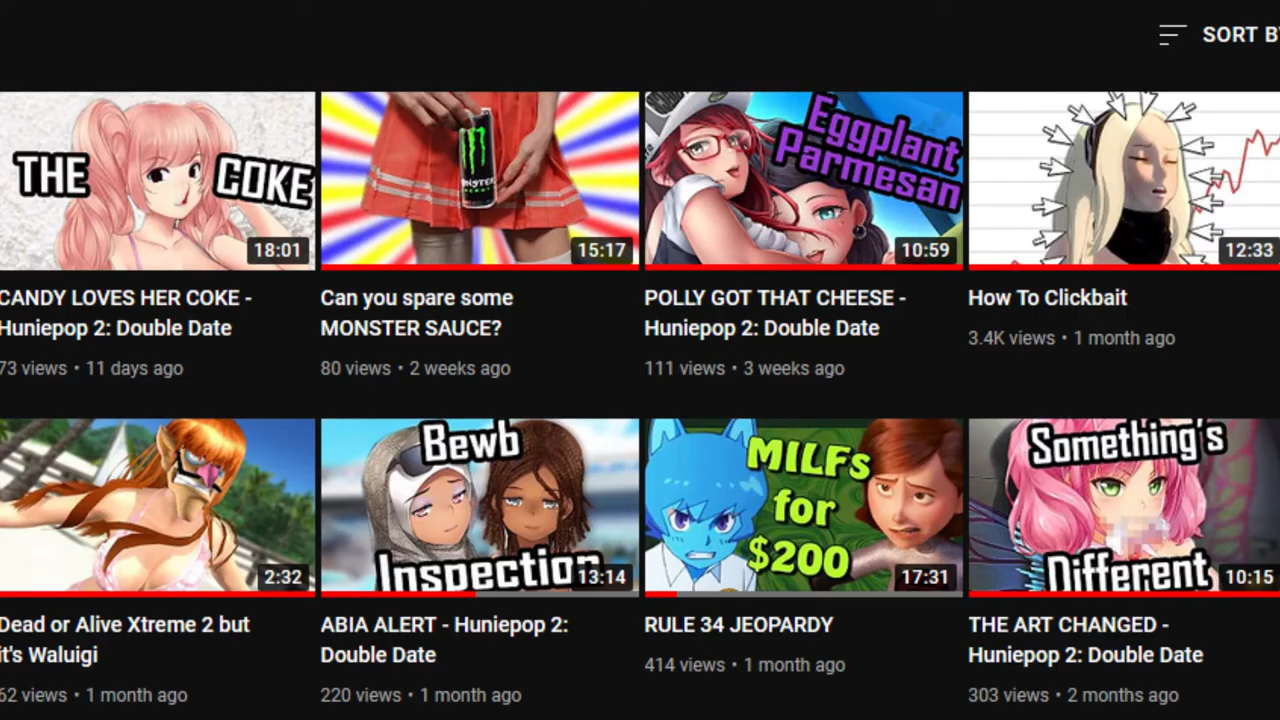 SORT BY
THE COKE
18:01
MONSTER
15:17
Eggplant
Parmesan
10:59
12:33
CANDY LOVES HER COKE -
Huniepop 2: Double Date
73 views • 11 days ago
Can you spare some
MONSTER SAUCE?
80 views • 2 weeks ago
POLLY GOT THAT CHEESE -
Huniepop 2: Double Date
111 views • 3 weeks ago
How To Clickbait
3.4K views • 1 month ago
2:32
Bewb
Inspection
13:14
MILFs
for
$200
17:31
Something's
Different
10:15
Dead or Alive Xtreme 2 but
it's Waluigi
62 views • 1 month ago
ABIA ALERT - Huniepop 2:
Double Date
220 views • 1 month ago
RULE 34 JEOPARDY
414 views • 1 month ago
THE ART CHANGED -
Huniepop 2: Double Date
303 views • 2 months ago